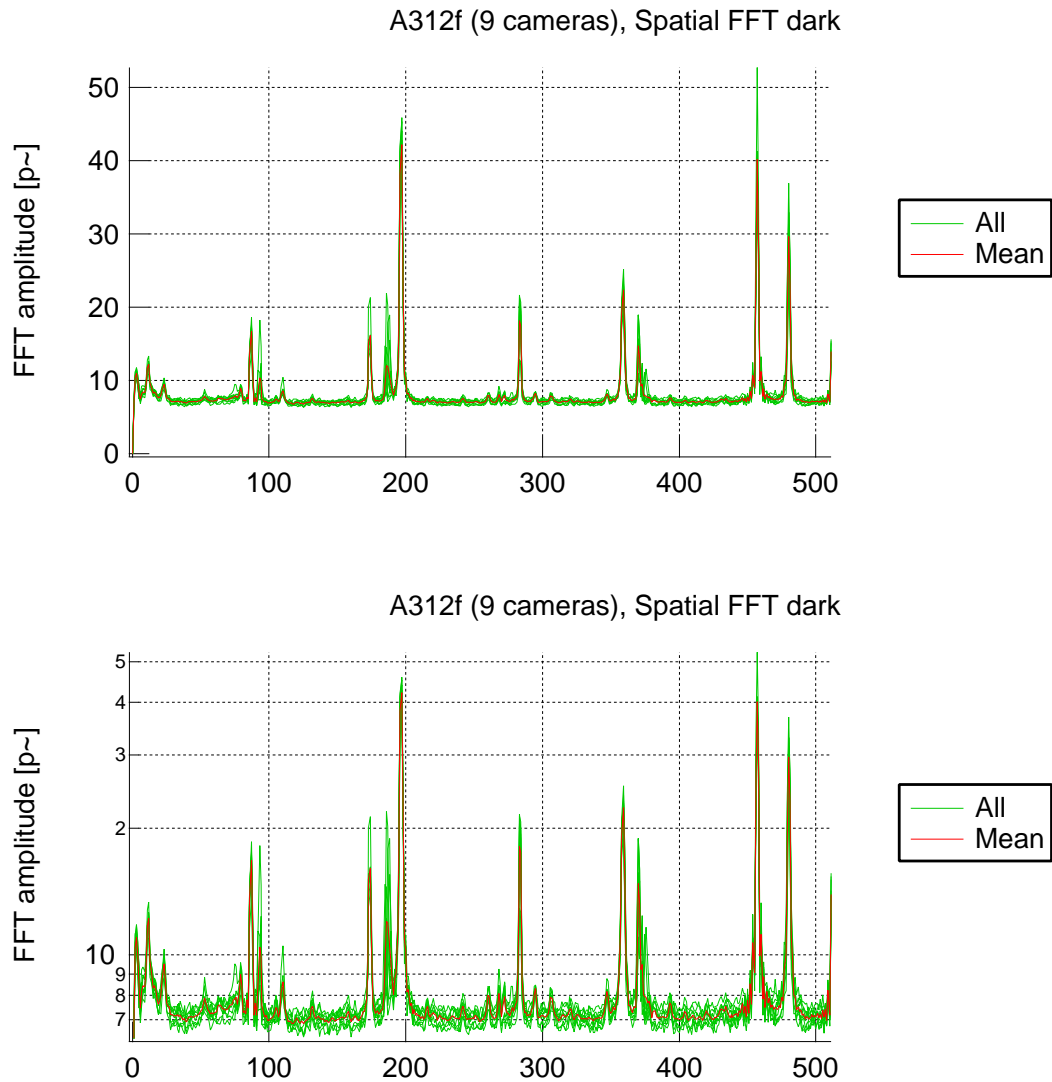 A312f (9 cameras), Spatial FFT dark
FFT amplitude [p~]
50
40
30
20
10
0
0 100 200 300 400 500
All
Mean
A312f (9 cameras), Spatial FFT dark
FFT amplitude [p~]
5
4
3
2
10
9
8
7
0 100 200 300 400 500
All
Mean